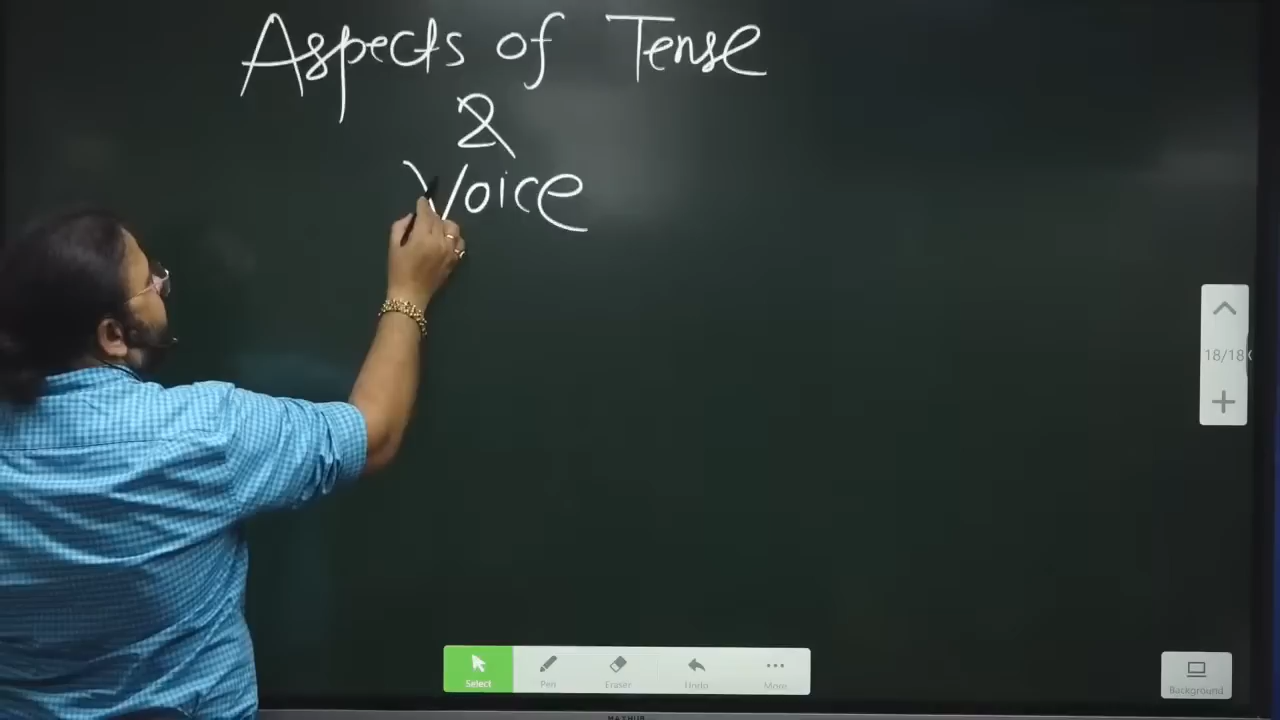 Aspects of Tense
&
Voice
18/18
Select
Pen
Eraser
Undo
More
Background